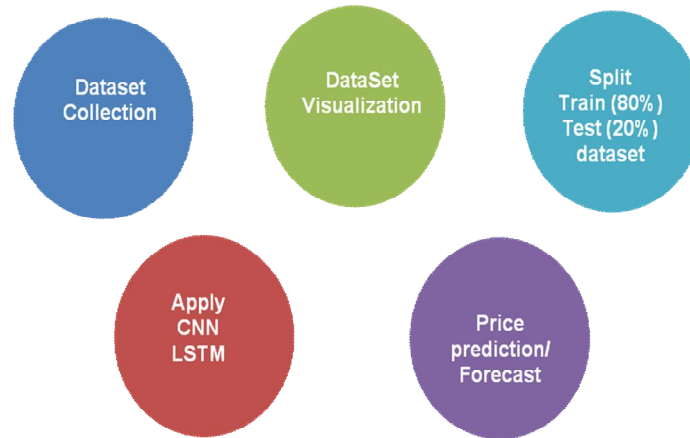 Dataset
Collection
DataSet
Visualization
Split
Train (80%)
Test (20%)
dataset
Apply
CNN
LSTM
Price
prediction/
Forecast